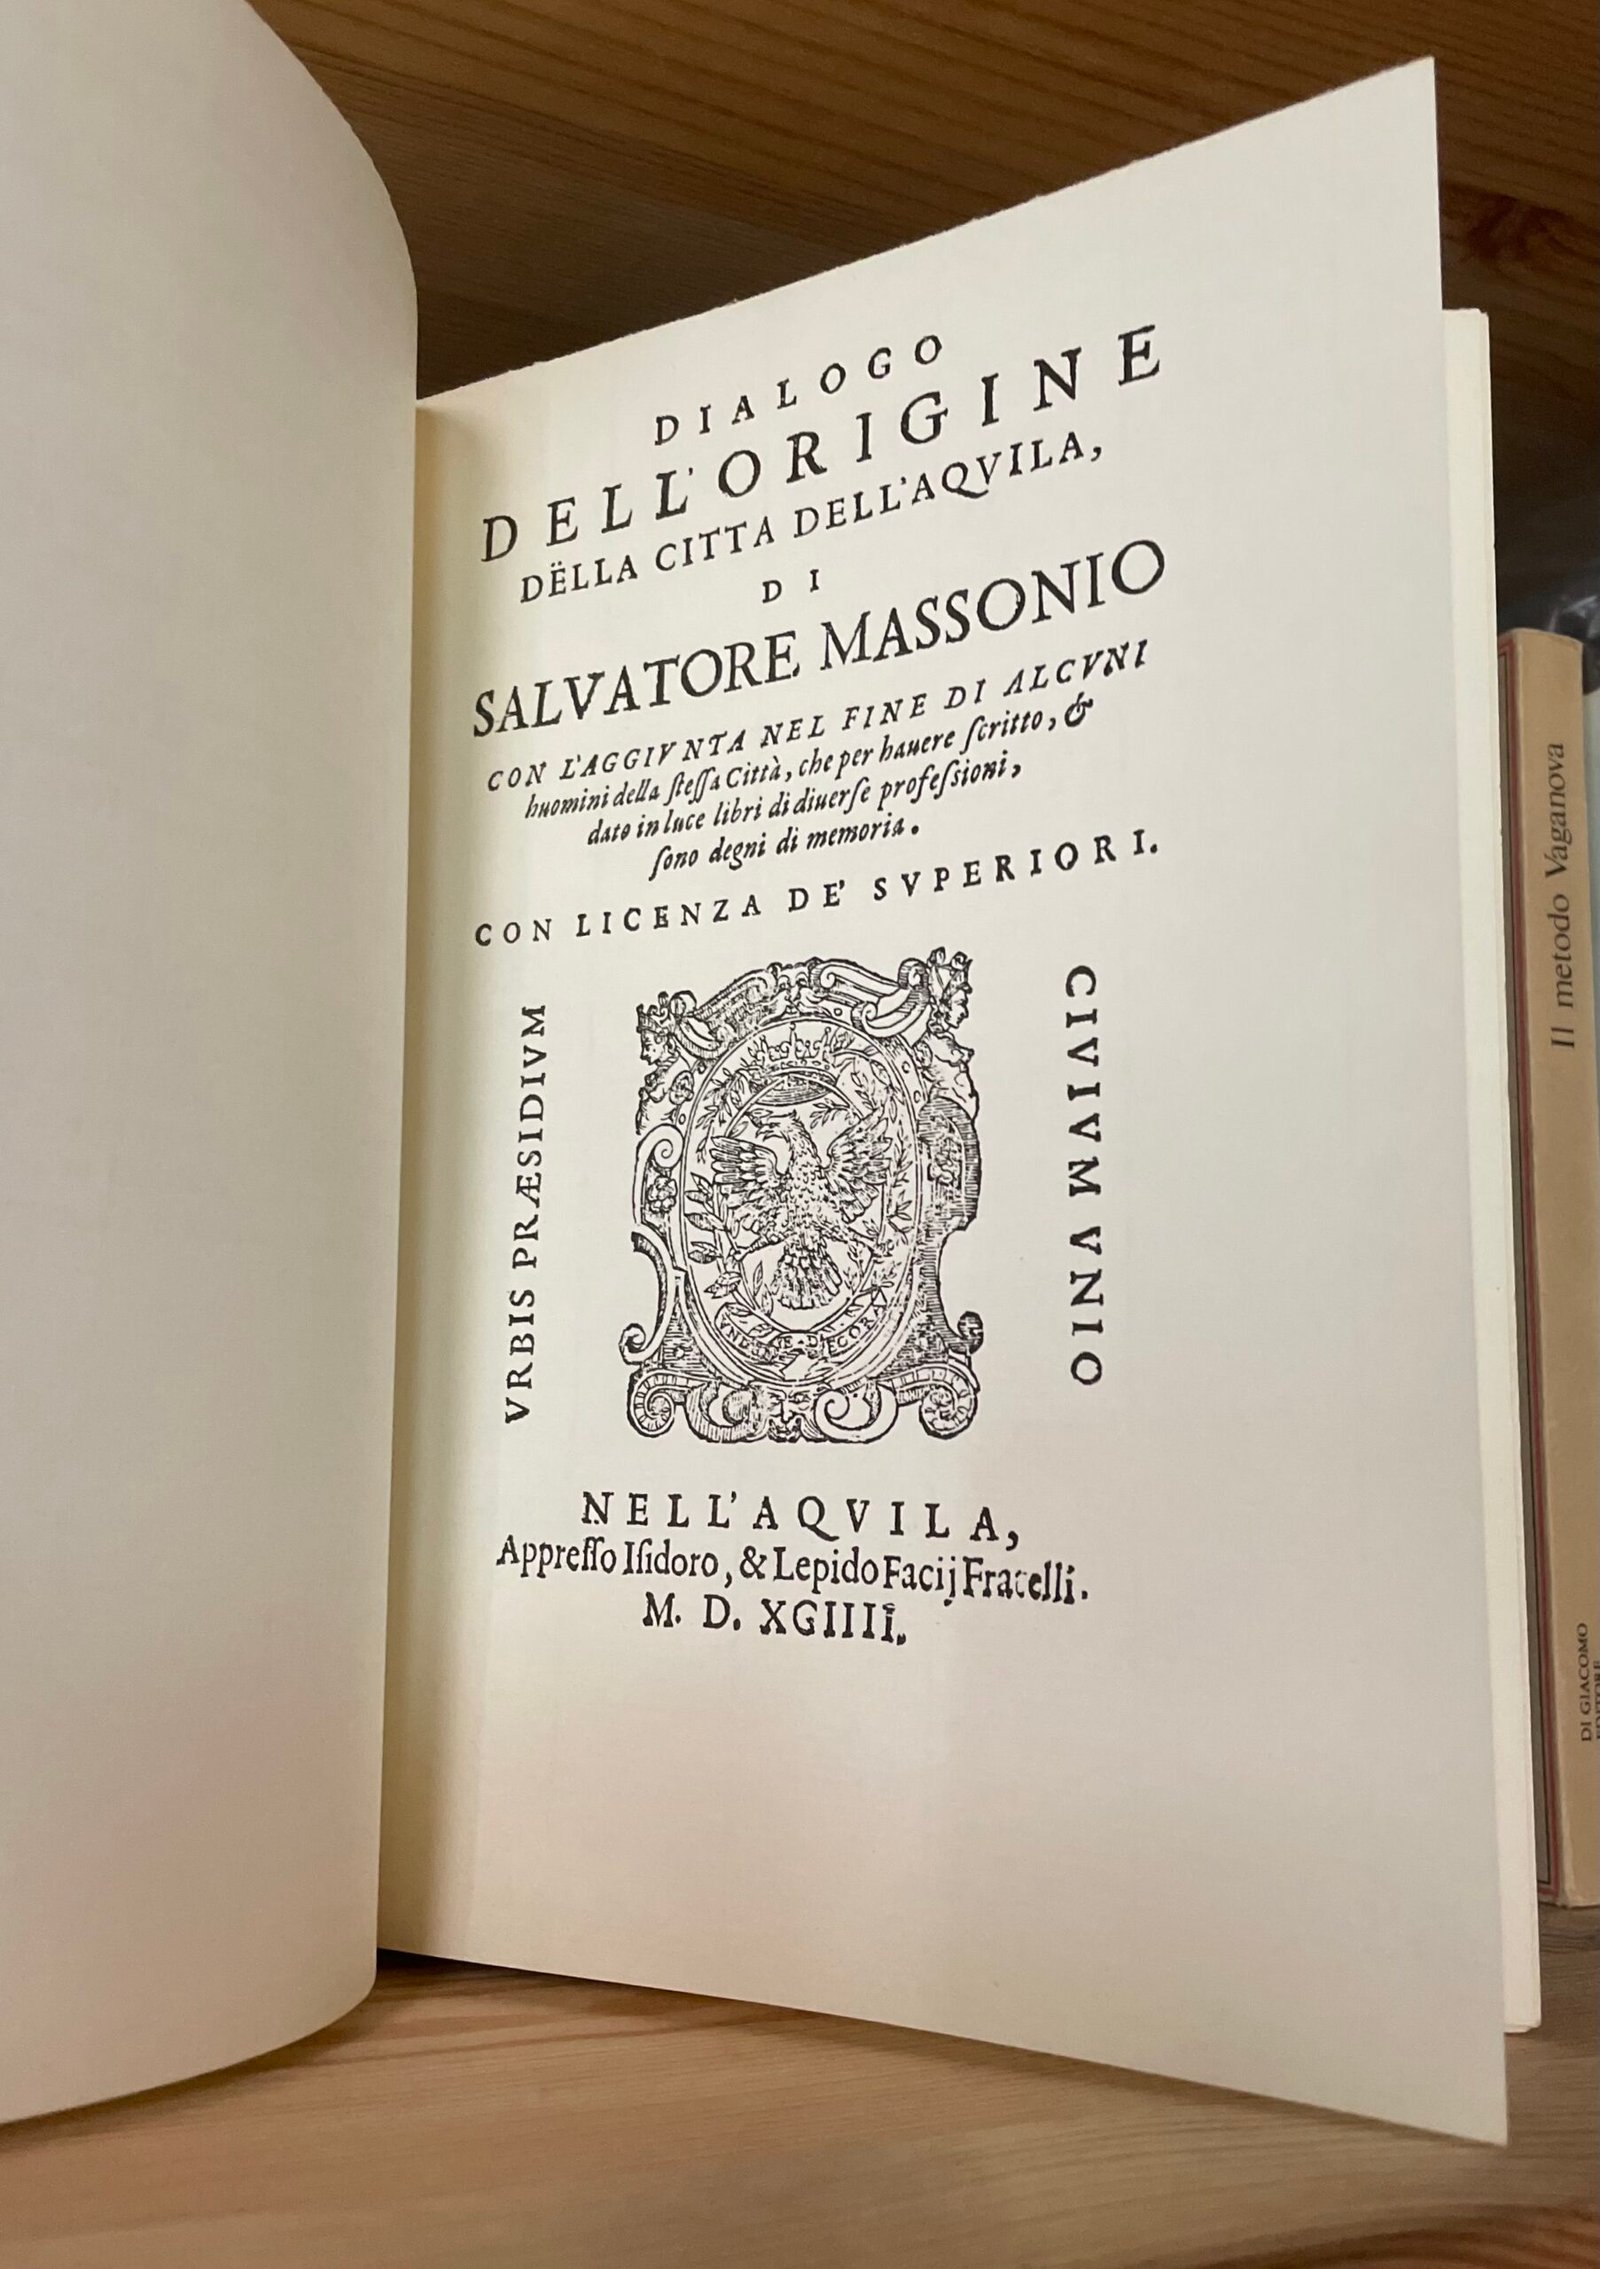 DIALOGO
DELL'ORIGINE
DËLLA CITTA DELL'AQVILA,
DI
SALVATORE MASSONIO
CON L'AGGIVNTA NEL FINE DI ALCVNI
huomini della ſteſſa Città, che per hauere ſcritto, &
dato in luce libri di diuerſe profeſsioni,
ſono degni di memoria.
CON LICENZA DE' SVPERIORI.
VRBIS PRÆSIDIVM
CIVIVM VNIO
NELL'AQVILA,
Appreſſo Iſidoro, & Lepido Facij Fratelli.
M. D. XGIIII.
Il metodo Vaganova
DI GIACOMO
EDITORE